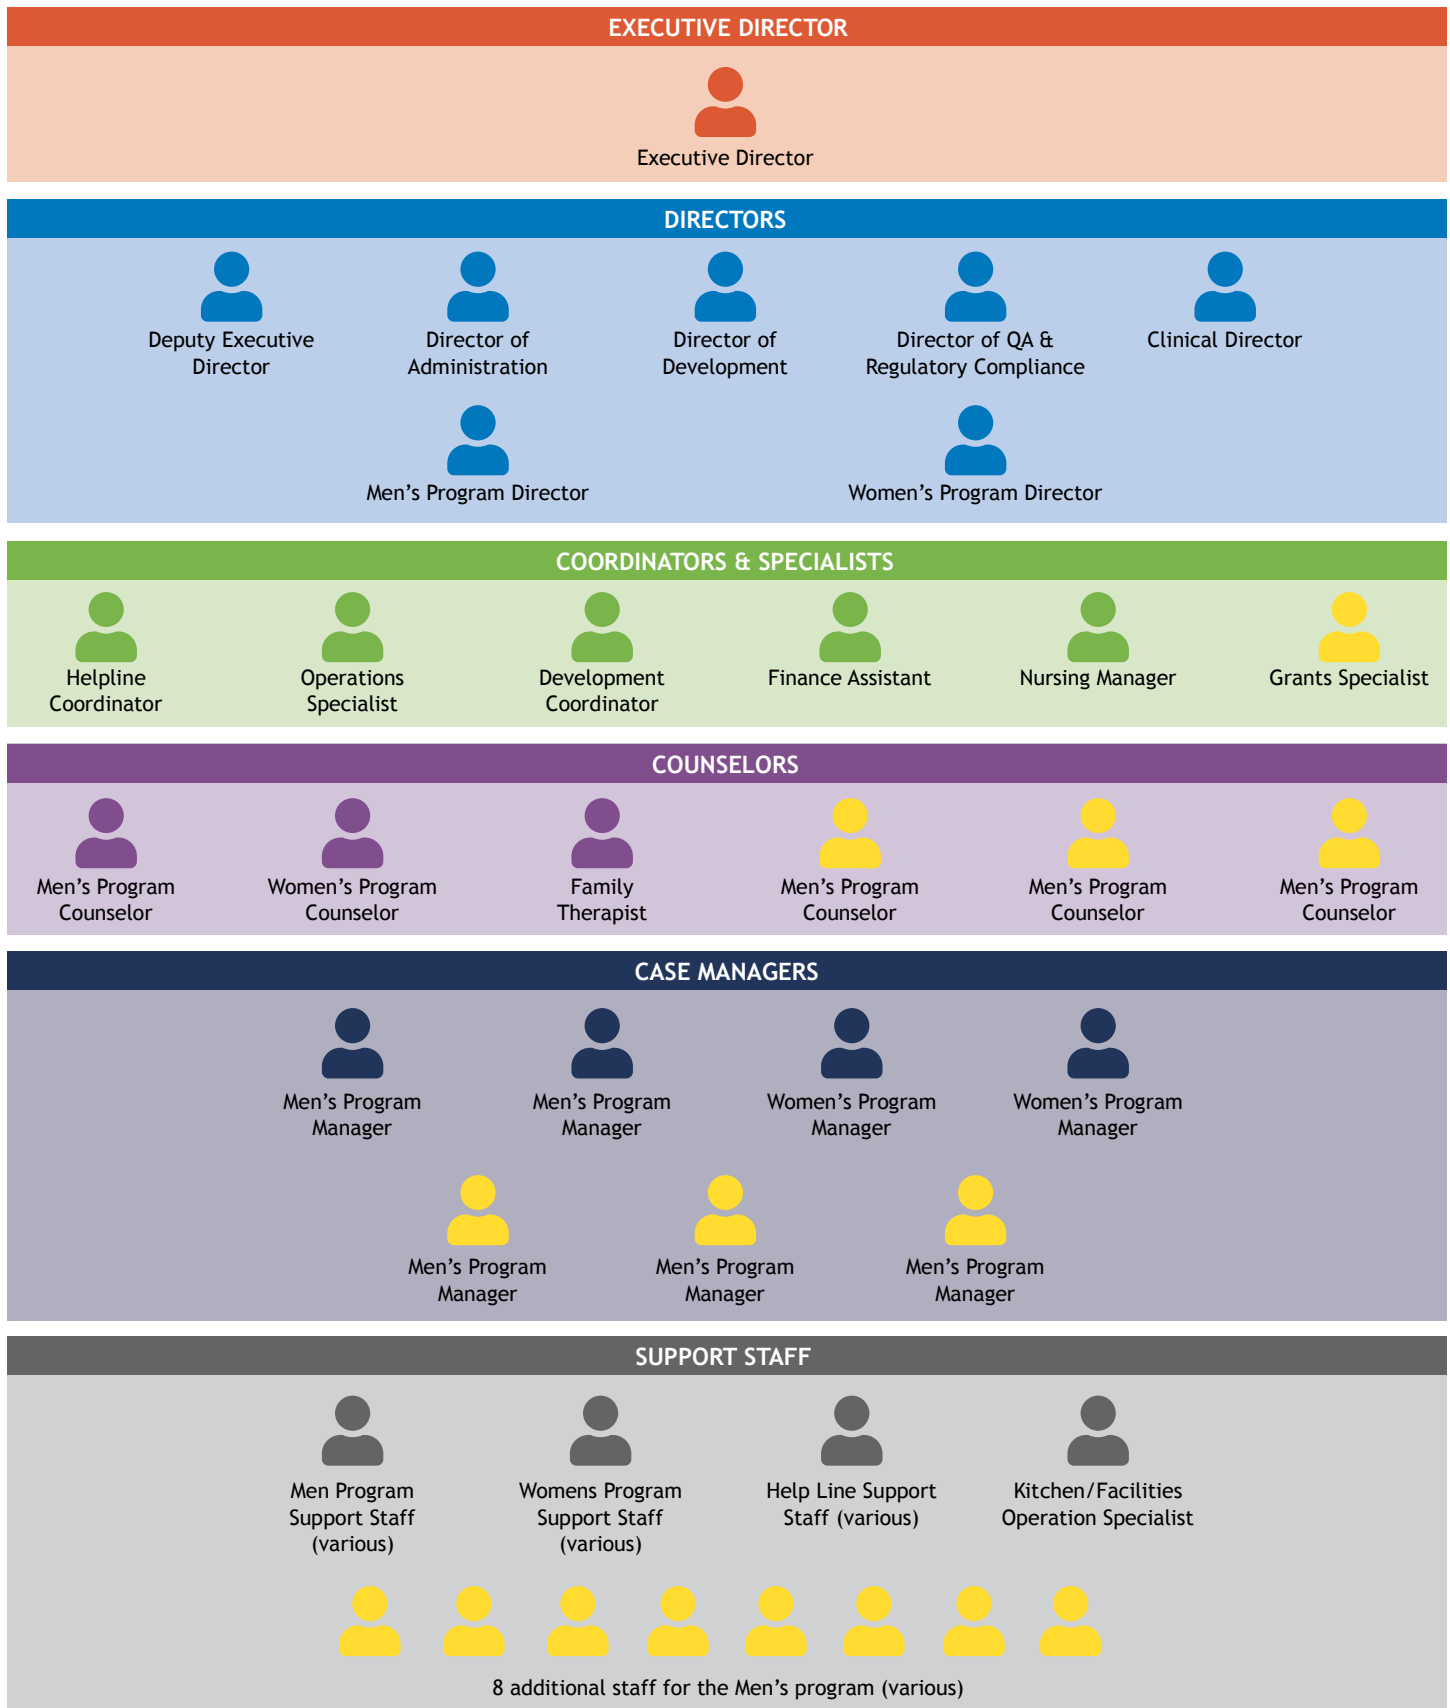 EXECUTIVE DIRECTOR
Executive Director
DIRECTORS
Deputy Executive
Director
Director of
Administration
Director of
Development
Director of QA &
Regulatory Compliance
Clinical Director
Men’s Program Director
Women’s Program Director
COORDINATORS & SPECIALISTS
Helpline
Coordinator
Operations
Specialist
Development
Coordinator
Finance Assistant
Nursing Manager
Grants Specialist
COUNSELORS
Men’s Program
Counselor
Women’s Program
Counselor
Family
Therapist
Men’s Program
Counselor
Men’s Program
Counselor
Men’s Program
Counselor
CASE MANAGERS
Men’s Program
Manager
Men’s Program
Manager
Women’s Program
Manager
Women’s Program
Manager
Men’s Program
Manager
Men’s Program
Manager
Men’s Program
Manager
SUPPORT STAFF
Men Program
Support Staff
(various)
Womens Program
Support Staff
(various)
Help Line Support
Staff (various)
Kitchen/Facilities
Operation Specialist
8 additional staff for the Men’s program (various)